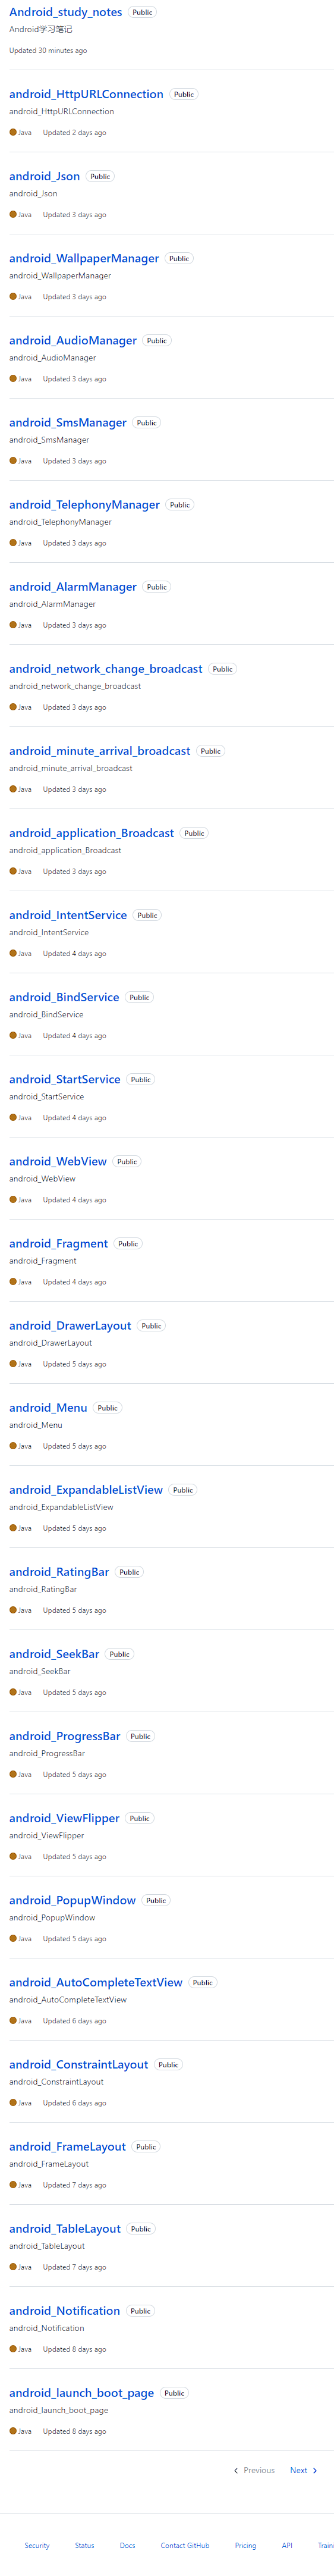 Android_study_notes Public
Android学习笔记
Updated 30 minutes ago
android_HttpURLConnection Public
android_HttpURLConnection
Java Updated 2 days ago
android_Json Public
android_Json
Java Updated 3 days ago
android_WallpaperManager Public
android_WallpaperManager
Java Updated 3 days ago
android_AudioManager Public
android_AudioManager
Java Updated 3 days ago
android_SmsManager Public
android_SmsManager
Java Updated 3 days ago
android_TelephonyManager Public
android_TelephonyManager
Java Updated 3 days ago
android_AlarmManager Public
android_AlarmManager
Java Updated 3 days ago
android_network_change_broadcast Public
android_network_change_broadcast
Java Updated 3 days ago
android_minute_arrival_broadcast Public
android_minute_arrival_broadcast
Java Updated 3 days ago
android_application_Broadcast Public
android_application_Broadcast
Java Updated 3 days ago
android_IntentService Public
android_IntentService
Java Updated 4 days ago
android_BindService Public
android_BindService
Java Updated 4 days ago
android_StartService Public
android_StartService
Java Updated 4 days ago
android_WebView Public
android_WebView
Java Updated 4 days ago
android_Fragment Public
android_Fragment
Java Updated 4 days ago
android_DrawerLayout Public
android_DrawerLayout
Java Updated 5 days ago
android_Menu Public
android_Menu
Java Updated 5 days ago
android_ExpandableListView Public
android_ExpandableListView
Java Updated 5 days ago
android_RatingBar Public
android_RatingBar
Java Updated 5 days ago
android_SeekBar Public
android_SeekBar
Java Updated 5 days ago
android_ProgressBar Public
android_ProgressBar
Java Updated 5 days ago
android_ViewFlipper Public
android_ViewFlipper
Java Updated 5 days ago
android_PopupWindow Public
android_PopupWindow
Java Updated 5 days ago
android_AutoCompleteTextView Public
android_AutoCompleteTextView
Java Updated 6 days ago
android_ConstraintLayout Public
android_ConstraintLayout
Java Updated 6 days ago
android_FrameLayout Public
android_FrameLayout
Java Updated 7 days ago
android_TableLayout Public
android_TableLayout
Java Updated 7 days ago
android_Notification Public
android_Notification
Java Updated 8 days ago
android_launch_boot_page Public
android_launch_boot_page
Java Updated 8 days ago
Previous Next
Security Status Docs Contact GitHub Pricing API Traini